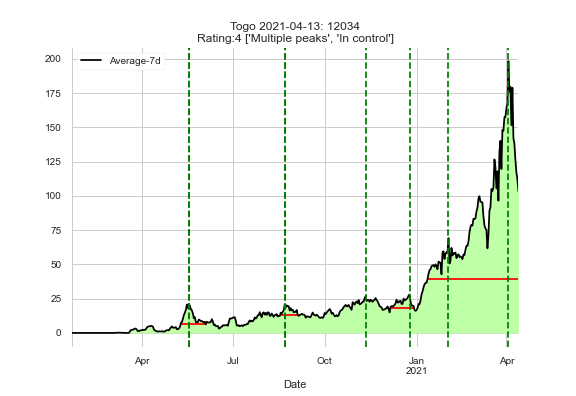 Togo 2021-04-13: 12034
Rating:4 ['Multiple peaks', 'In control']
Average-7d
200
175
150
125
100
75
50
25
0
Apr Jul Oct Jan Apr
2021
Date